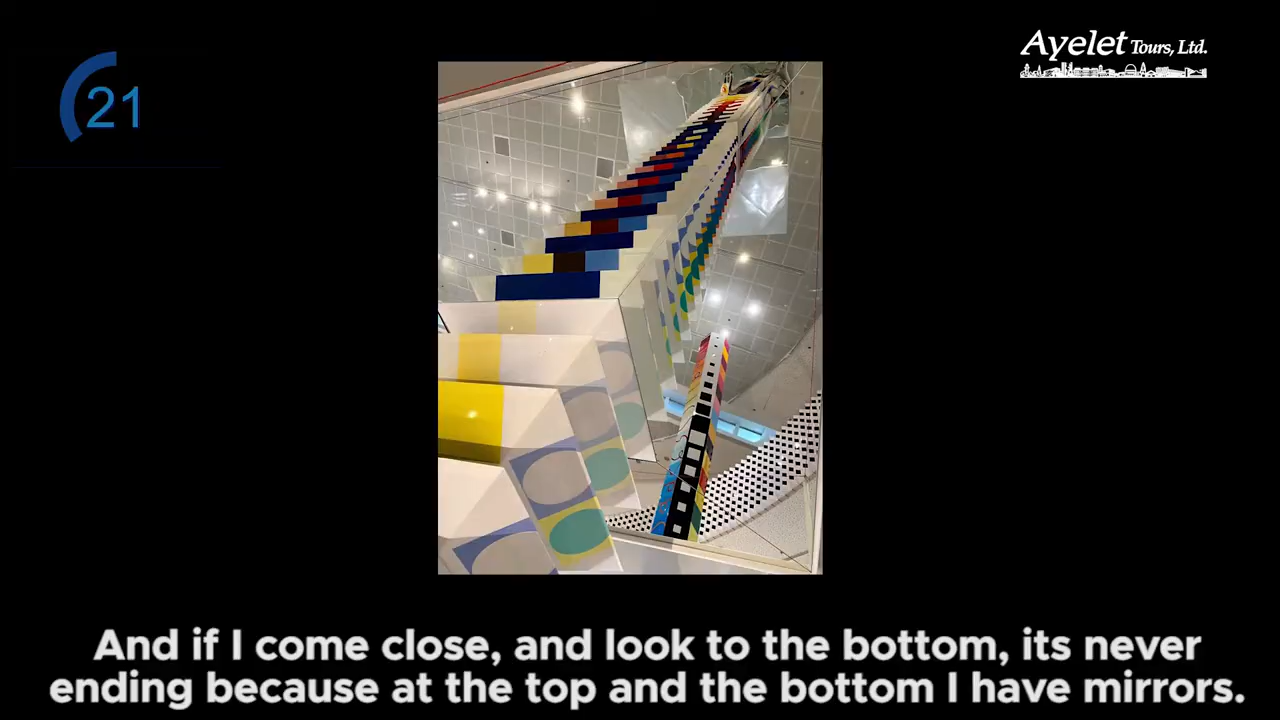 21
Ayelet Tours, Ltd.
And if I come close, and look to the bottom, its never
ending because at the top and the bottom I have mirrors.